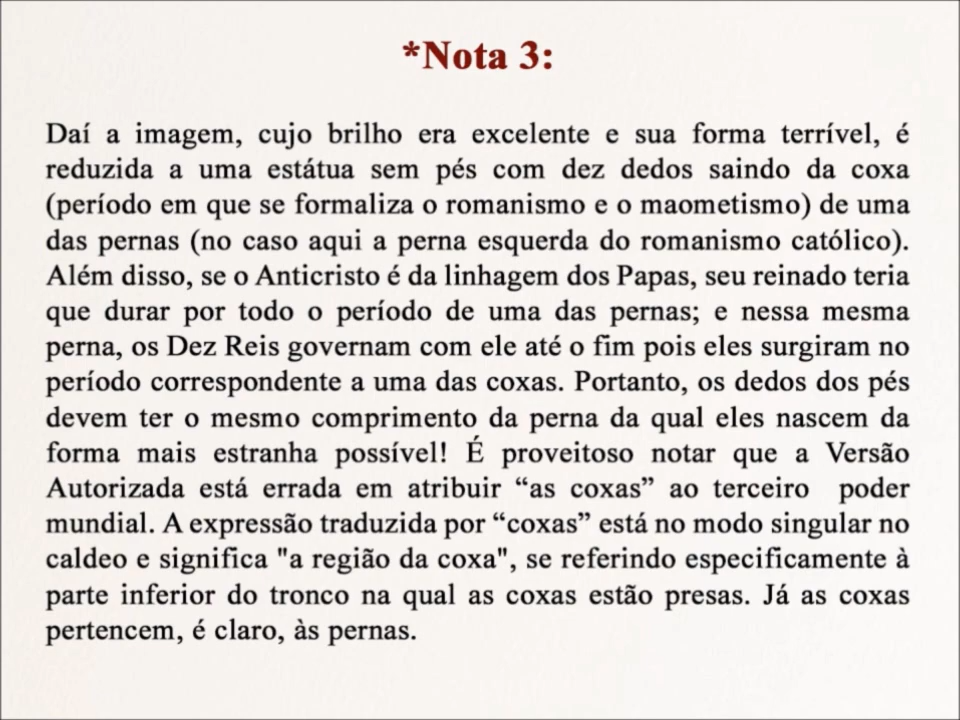 *Nota 3:
Daí a imagem, cujo brilho era excelente e sua forma terrível, é
reduzida a uma estátua sem pés com dez dedos saindo da coxa
(período em que se formaliza o romanismo e o maometismo) de uma
das pernas (no caso aqui a perna esquerda do romanismo católico).
Além disso, se o Anticristo é da linhagem dos Papas, seu reinado teria
que durar por todo o período de uma das pernas; e nessa mesma
perna, os Dez Reis governam com ele até o fim pois eles surgiram no
período correspondente a uma das coxas. Portanto, os dedos dos pés
devem ter o mesmo comprimento da perna da qual eles nascem da
forma mais estranha possível! É proveitoso notar que a Versão
Autorizada está errada em atribuir “as coxas” ao terceiro poder
mundial. A expressão traduzida por “coxas” está no modo singular no
caldeo e significa "a região da coxa", se referindo especificamente à
parte inferior do tronco na qual as coxas estão presas. Já as coxas
pertencem, é claro, às pernas.